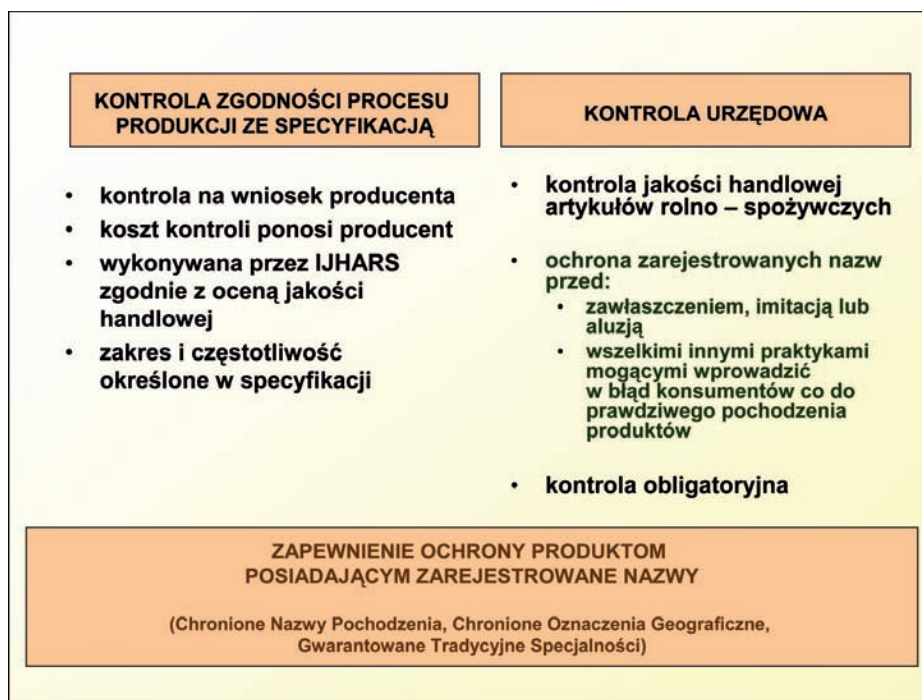 KONTROLA ZGODNOŚCI PROCESU
PRODUKCJI ZE SPECYFIKACJĄ
• kontrola na wniosek producenta
• koszt kontroli ponosi producent
• wykonywana przez IJHARS
zgodnie z oceną jakości
handlowej
• zakres i częstotliwość
określone w specyfikacji
KONTROLA URZĘDOWA
• kontrola jakości handlowej
artykułów rolno – spożywczych
• ochrona zarejestrowanych nazw
przed:
• zawłaszczeniem, imitacją lub
aluzją
• wszelkimi innymi praktykami
mogącymi wprowadzić
w błąd konsumentów co do
prawdziwego pochodzenia
produktów
• kontrola obligatoryjna
ZAPEWNIENIE OCHRONY PRODUKTOM
POSIADAJĄCYM ZAREJESTROWANE NAZWY
(Chronione Nazwy Pochodzenia, Chronione Oznaczenia Geograficzne,
Gwarantowane Tradycyjne Specjalności)